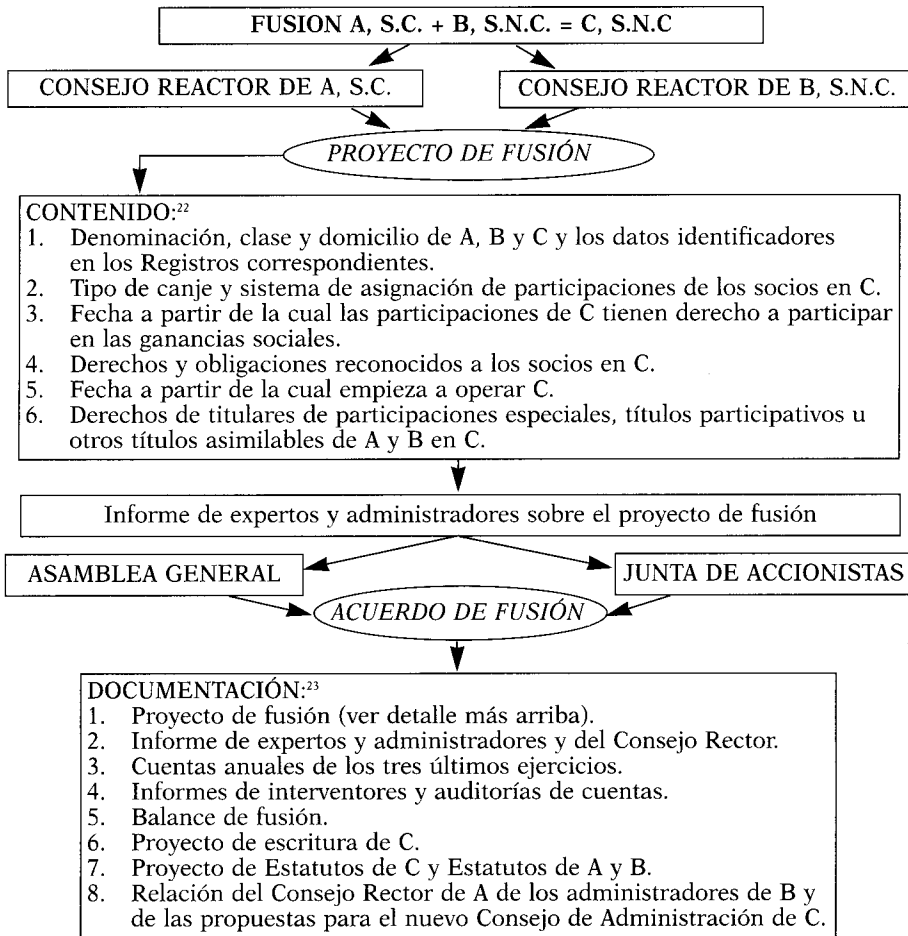 FUSION A, S.C. + B, S.N.C. = C, S.N.C
CONSEJO REACTOR DE A, S.C.
CONSEJO REACTOR DE B, S.N.C.
PROYECTO DE FUSIÓN
CONTENIDO:²²
1. Denominación, clase y domicilio de A, B y C y los datos identificadores
en los Registros correspondientes.
2. Tipo de canje y sistema de asignación de participaciones de los socios en C.
3. Fecha a partir de la cual las participaciones de C tienen derecho a participar
en las ganancias sociales.
4. Derechos y obligaciones reconocidos a los socios en C.
5. Fecha a partir de la cual empieza a operar C.
6. Derechos de titulares de participaciones especiales, títulos participativos u
otros títulos asimilables de A y B en C.
Informe de expertos y administradores sobre el proyecto de fusión
ASAMBLEA GENERAL
JUNTA DE ACCIONISTAS
ACUERDO DE FUSIÓN
DOCUMENTACIÓN:²³
1. Proyecto de fusión (ver detalle más arriba).
2. Informe de expertos y administradores y del Consejo Rector.
3. Cuentas anuales de los tres últimos ejercicios.
4. Informes de interventores y auditorías de cuentas.
5. Balance de fusión.
6. Proyecto de escritura de C.
7. Proyecto de Estatutos de C y Estatutos de A y B.
8. Relación del Consejo Rector de A de los administradores de B y
de las propuestas para el nuevo Consejo de Administración de C.